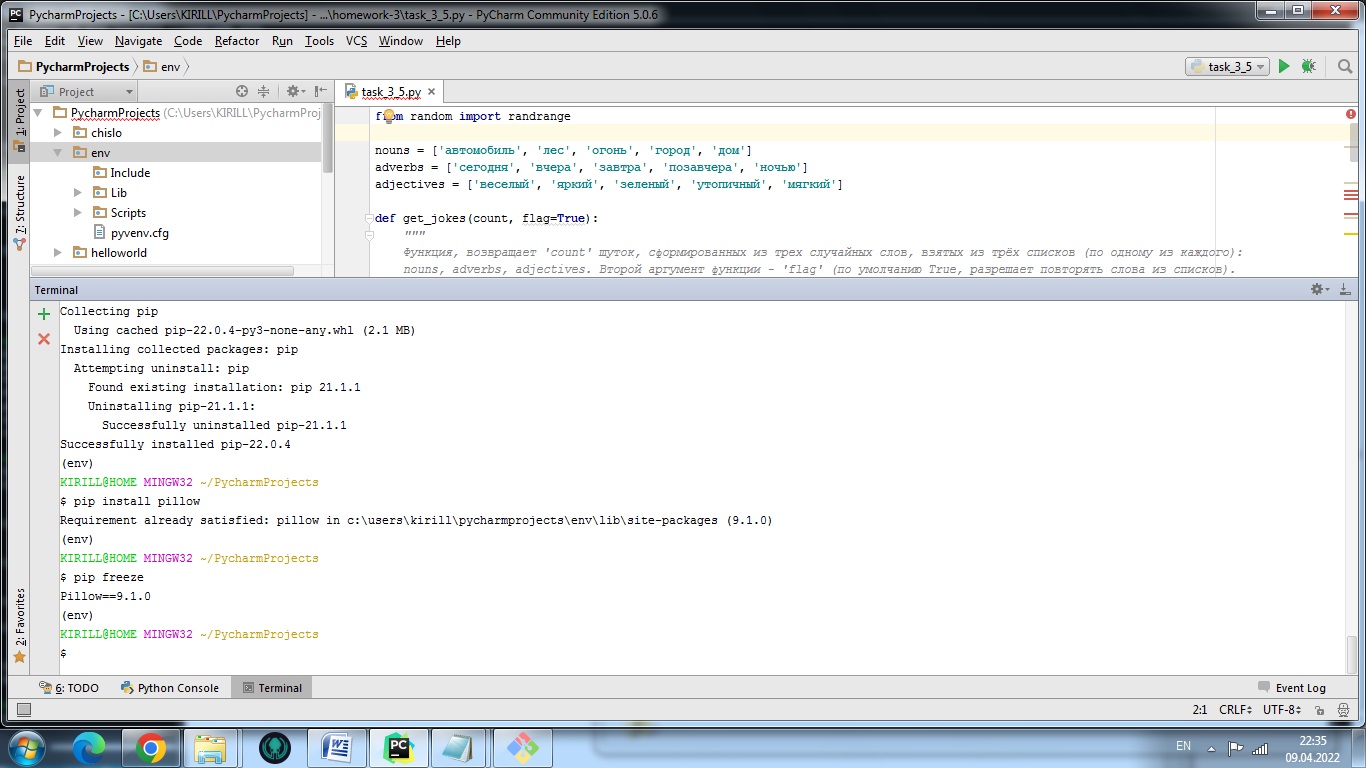 PycharmProjects - [C:\Users\KIRILL\PycharmProjects] - ...\homework-3\task_3_5.py - PyCharm Community Edition 5.0.6
File Edit View Navigate Code Refactor Run Tools VCS Window Help
PycharmProjects env task_3_5
1: Project
7: Structure
2: Favorites
Project
PycharmProjects (C:\Users\KIRILL\PycharmProj
chislo
env
Include
Lib
Scripts
pyvenv.cfg
helloworld
task_3_5.py
from random import randrange
nouns = ['автомобиль', 'лес', 'огонь', 'город', 'дом']
adverbs = ['сегодня', 'вчера', 'завтра', 'позавчера', 'ночью']
adjectives = ['веселый', 'яркий', 'зеленый', 'утопичный', 'мягкий']
def get_jokes(count, flag=True):
"""
Функция, возвращает 'count' шуток, сформированных из трех случайных слов, взятых из трёх списков (по одному из каждого):
nouns, adverbs, adjectives. Второй аргумент функции - 'flag' (по умолчанию True, разрешает повторять слова из списков).
Terminal
Collecting pip
Using cached pip-22.0.4-py3-none-any.whl (2.1 MB)
Installing collected packages: pip
Attempting uninstall: pip
Found existing installation: pip 21.1.1
Uninstalling pip-21.1.1:
Successfully uninstalled pip-21.1.1
Successfully installed pip-22.0.4
(env)
KIRILL@HOME MINGW32 ~/PycharmProjects
$ pip install pillow
Requirement already satisfied: pillow in c:\users\kirill\pycharmprojects\env\lib\site-packages (9.1.0)
(env)
KIRILL@HOME MINGW32 ~/PycharmProjects
$ pip freeze
Pillow==9.1.0
(env)
KIRILL@HOME MINGW32 ~/PycharmProjects
$
6: TODO Python Console Terminal Event Log
2:1 CRLF UTF-8
PC
EN 22:35
09.04.2022